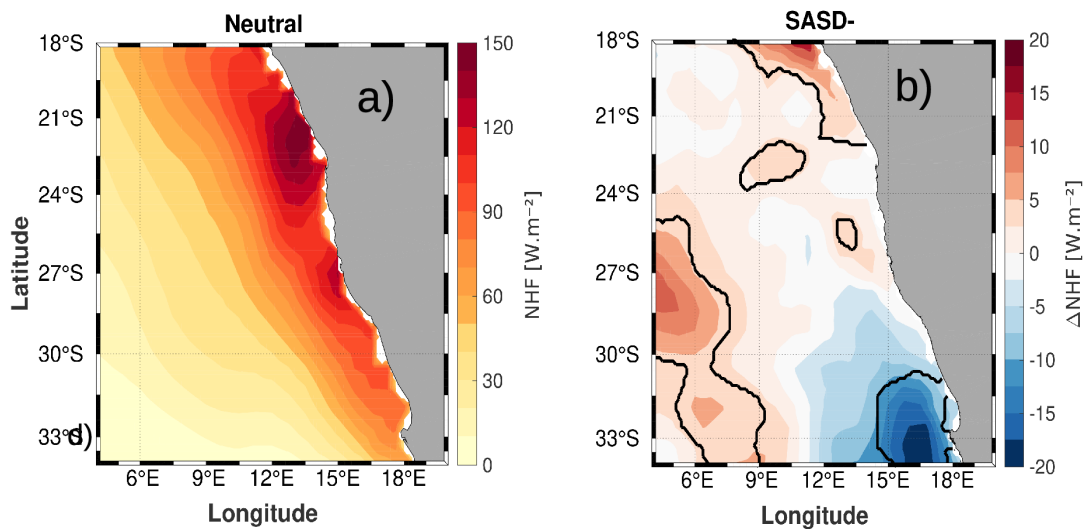 Neutral
SASD-
18°S
21°S
24°S
27°S
30°S
33°S
d)
Latitude
a)
6°E
9°E
12°E
15°E
18°E
Longitude
150
120
90
60
30
0
NHF [W.m⁻²]
18°S
21°S
24°S
27°S
30°S
33°S
b)
6°E
9°E
12°E
15°E
18°E
Longitude
20
15
10
5
0
-5
-10
-15
-20
△NHF [W.m⁻²]